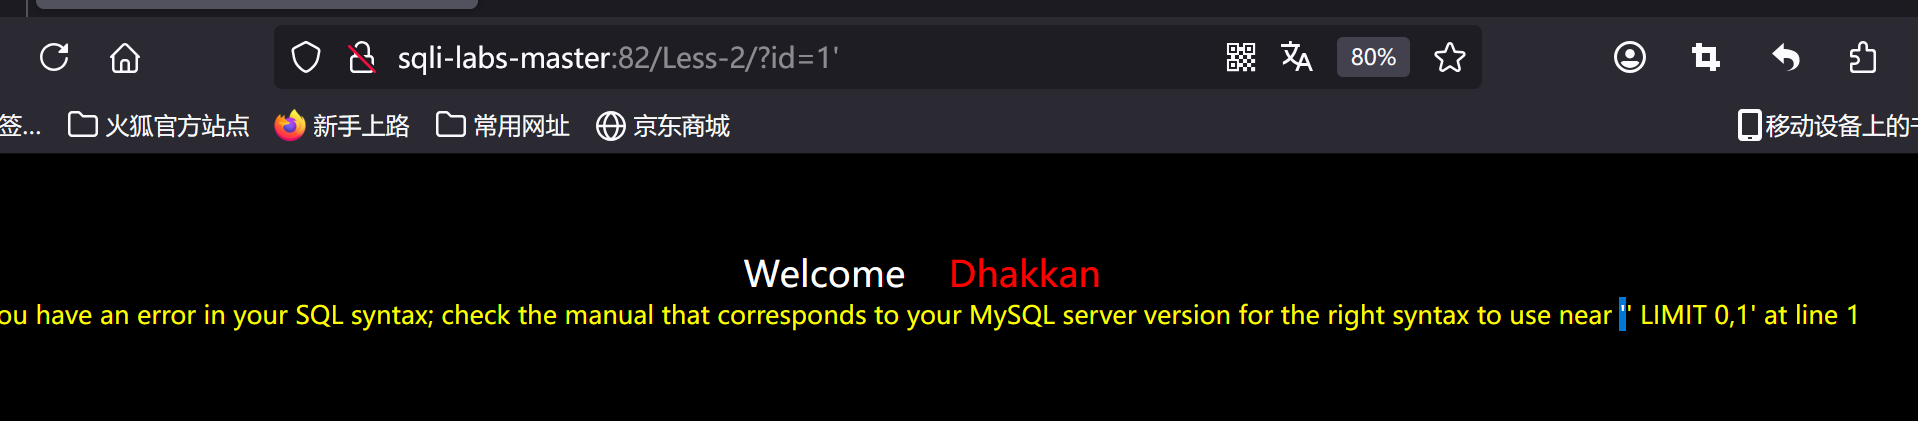 sqli-labs-master:82/Less-2/?id=1' 80%
签... 火狐官方站点 新手上路 常用网址 京东商城 移动设备上的
Welcome Dhakkan
ou have an error in your SQL syntax; check the manual that corresponds to your MySQL server version for the right syntax to use near '' LIMIT 0,1' at line 1